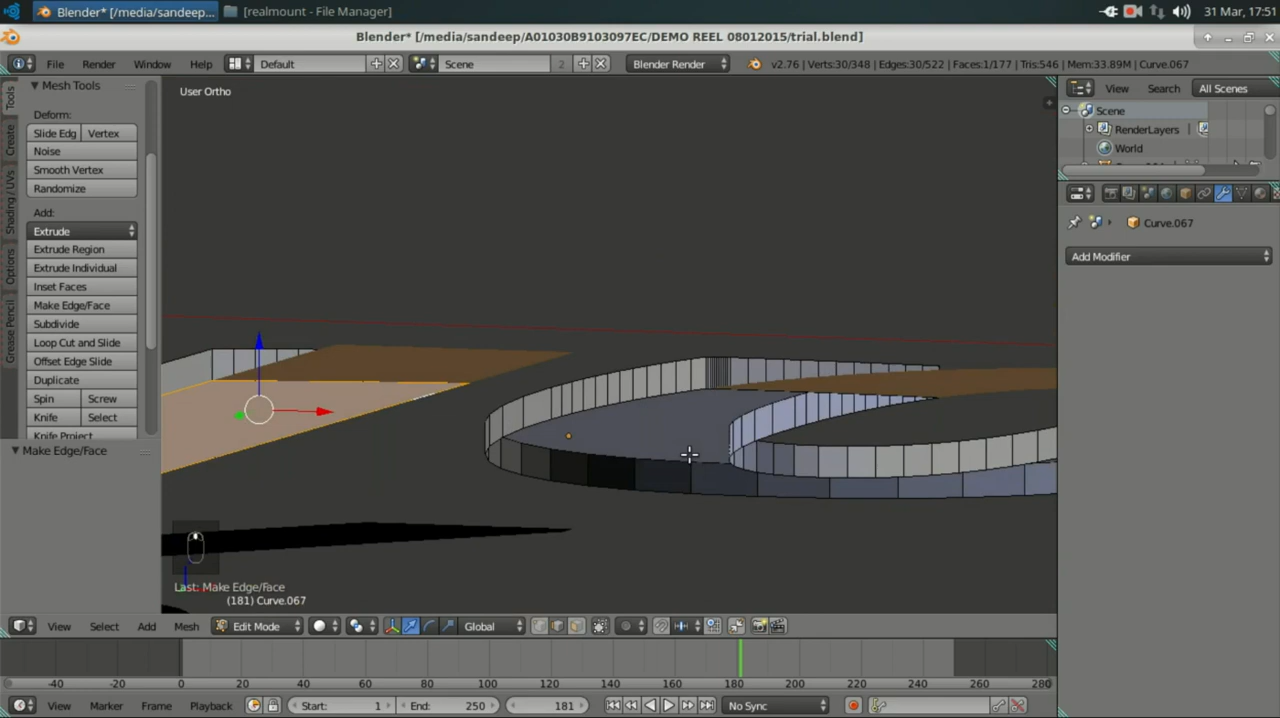 Blender* [/media/sandeep... [realmount - File Manager] 31 Mar, 17:51
Blender* [/media/sandeep/A01030B9103097EC/DEMO REEL 08012015/trial.blend]
File Render Window Help Default Scene 2 Blender Render v2.76 | Verts:30/348 | Edges:30/522 | Faces:1/177 | Tris:546 | Mem:33.89M | Curve.067
Tools
Create
Shading / UVs
Options
Grease Pencil
Mesh Tools
Deform:
Slide Edg Vertex
Noise
Smooth Vertex
Randomize
Add:
Extrude
Extrude Region
Extrude Individual
Inset Faces
Make Edge/Face
Subdivide
Loop Cut and Slide
Offset Edge Slide
Duplicate
Spin Screw
Knife Select
Knife Project
Make Edge/Face
User Ortho
Last: Make Edge/Face
(181) Curve.067
View Search All Scenes
Scene
RenderLayers
World
Curve.067
Add Modifier
View Select Add Mesh Edit Mode Global
-40 -20 0 20 40 60 80 100 120 140 160 180 200 220 240 260 280
View Marker Frame Playback Start: 1 End: 250 181 No Sync